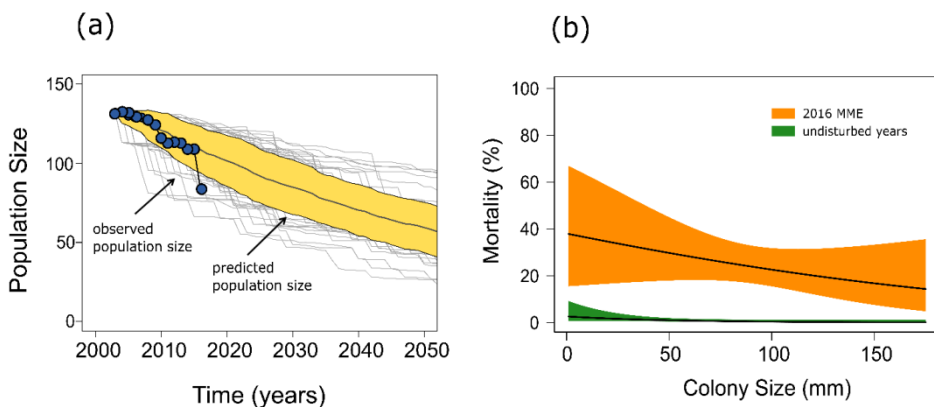 (a)
150
100
50
0
Population Size
observed
population size
predicted
population size
2000 2010 2020 2030 2040 2050
Time (years)
(b)
100
80
60
40
20
0
Mortality (%)
2016 MME
undisturbed years
0 50 100 150
Colony Size (mm)